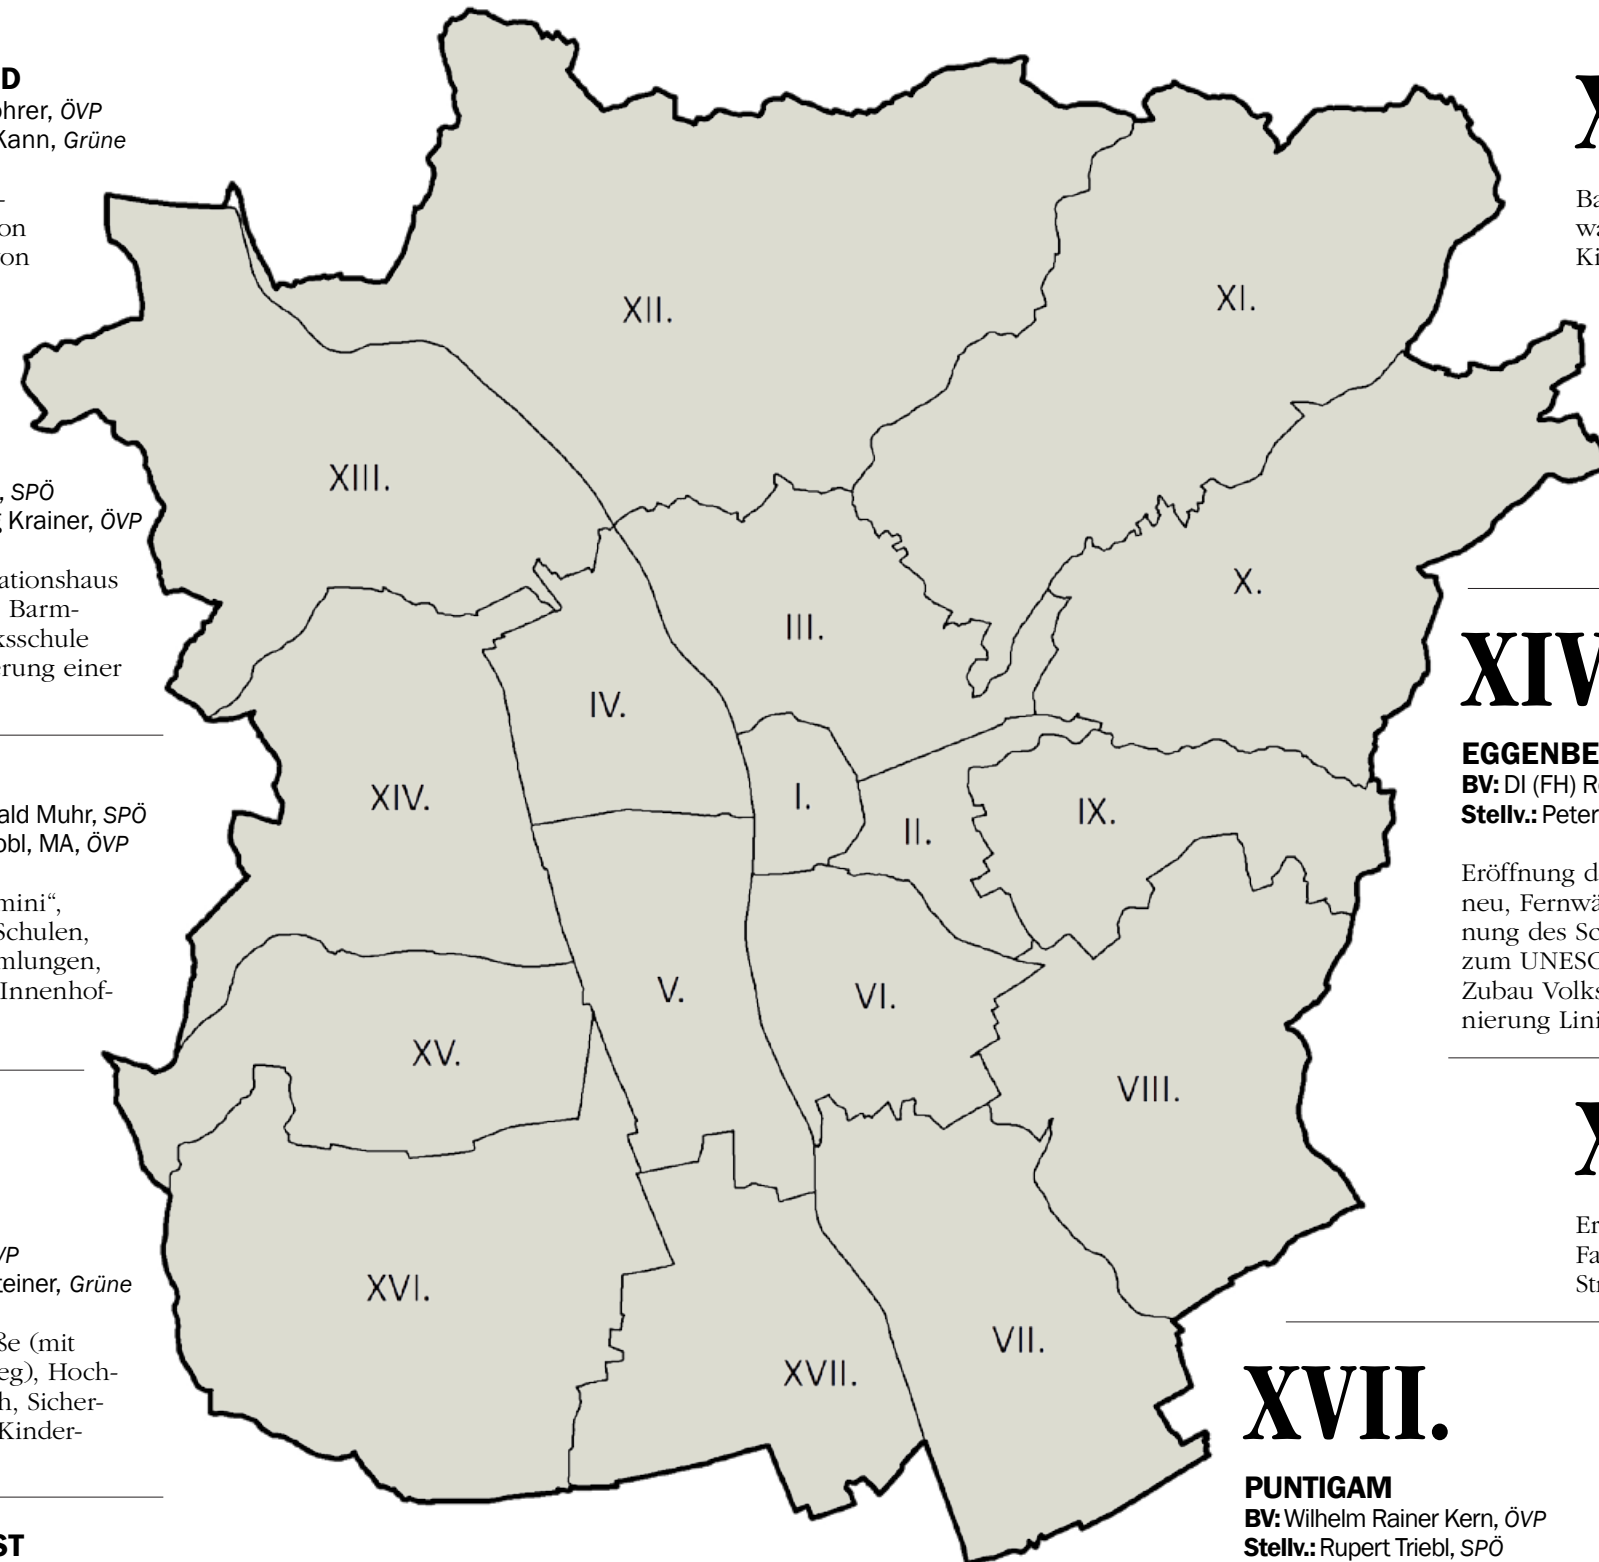 D
ohrer, ÖVP
Kann, Grüne
-
on
on
, SPÖ
g Krainer, ÖVP
ationshaus
Barm-
ksschule
erung einer
ald Muhr, SPÖ
obl, MA, ÖVP
mini“,
Schulen,
mlungen,
Innenhof-
VP
teiner, Grüne
ße (mit
eg), Hoch-
h, Sicher-
Kinder-
ST
XII.
XI.
XIII.
X.
III.
IV.
XIV.
I.
II.
IX.
V.
VI.
XV.
VIII.
XVI.
VII.
XVII.
X
Ba
wa
Ki
XIV
EGGENBE
BV: DI (FH) R
Stellv.: Peter
Eröffnung d
neu, Fernwä
nung des Sc
zum UNESC
Zubau Volks
nierung Lini
X
Er
Fa
Str
XVII.
PUNTIGAM
BV: Wilhelm Rainer Kern, ÖVP
Stellv.: Rupert Triebl, SPÖ